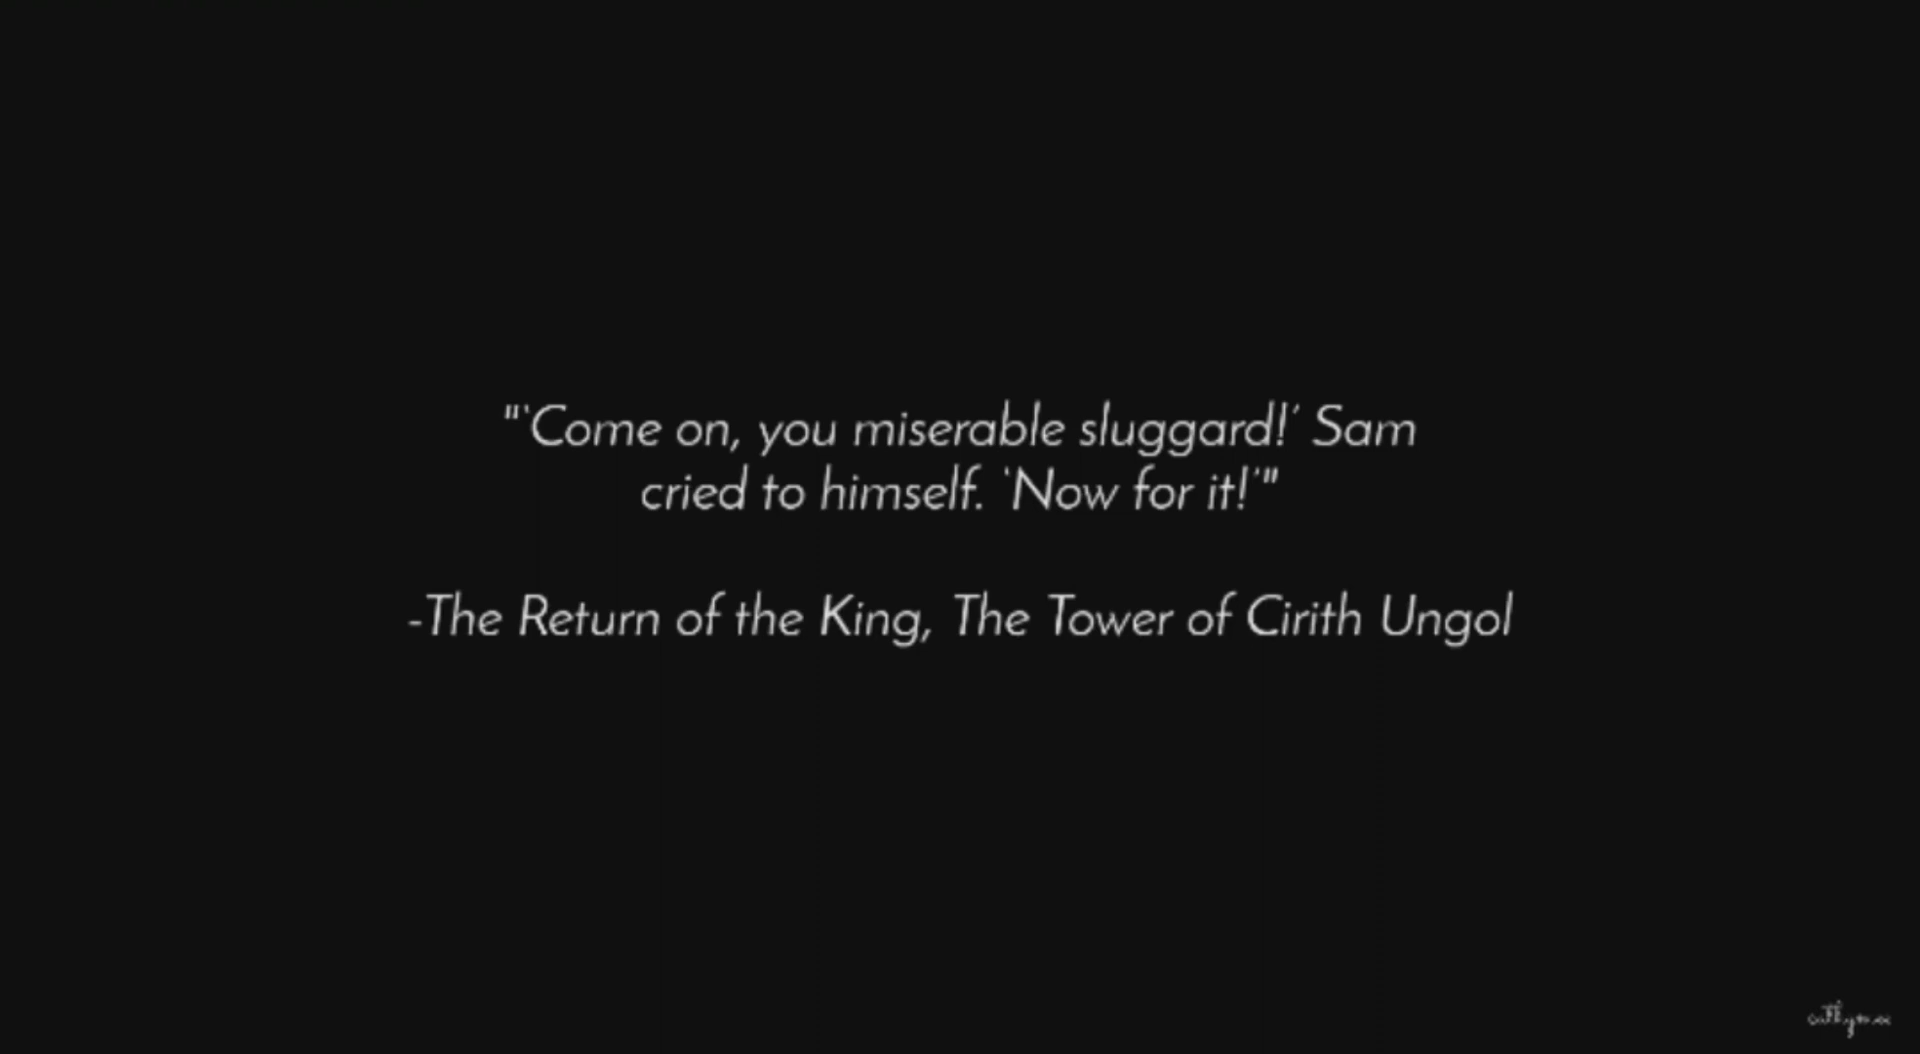 "‘Come on, you miserable sluggard!’ Sam
cried to himself. ‘Now for it!’"
-The Return of the King, The Tower of Cirith Ungol